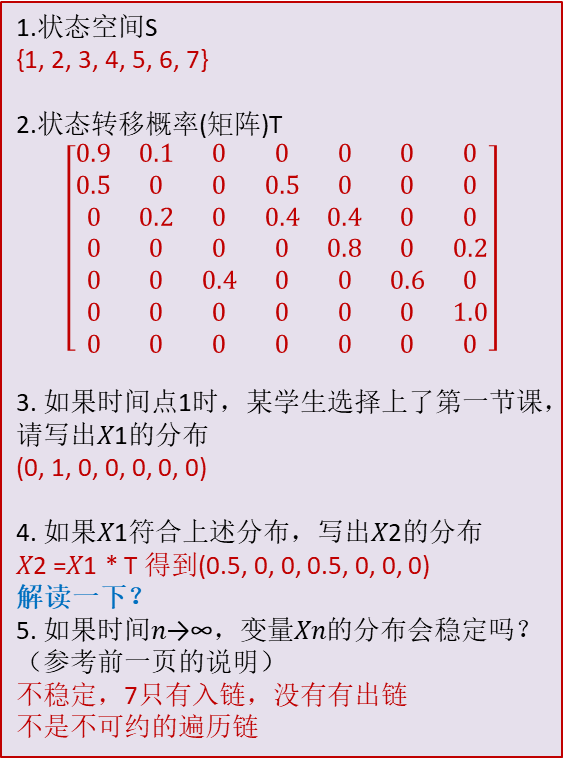 1.状态空间S
{1, 2, 3, 4, 5, 6, 7}
2.状态转移概率(矩阵)T
0.9 0.1 0 0 0 0 0
0.5 0 0 0.5 0 0 0
0 0.2 0 0.4 0.4 0 0
0 0 0 0 0.8 0 0.2
0 0 0.4 0 0 0.6 0
0 0 0 0 0 0 1.0
0 0 0 0 0 0 0
3. 如果时间点1时，某学生选择上了第一节课，
请写出𝑋1的分布
(0, 1, 0, 0, 0, 0, 0)
4. 如果𝑋1符合上述分布，写出𝑋2的分布
𝑋2 =𝑋1 * T 得到(0.5, 0, 0, 0.5, 0, 0, 0)
解读一下？
5. 如果时间𝑛→∞，变量𝑋𝑛的分布会稳定吗？
（参考前一页的说明）
不稳定，7只有入链，没有有出链
不是不可约的遍历链